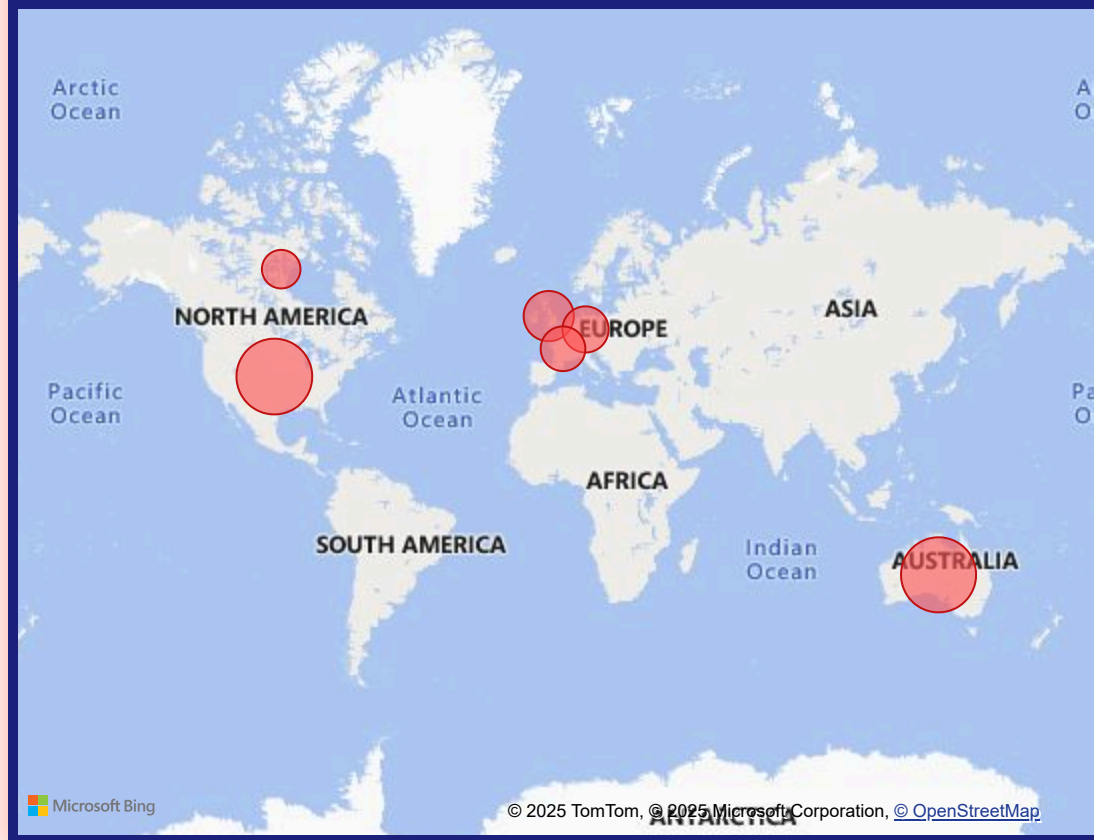 Arctic
Ocean
A
O
NORTH AMERICA
ASIA
EUROPE
Pacific
Ocean
Atlantic
Ocean
Pa
O
AFRICA
SOUTH AMERICA
Indian
Ocean
AUSTRALIA
Microsoft Bing
© 2025 TomTom, © 2025 Microsoft Corporation, © OpenStreetMap
ANTARCTICA